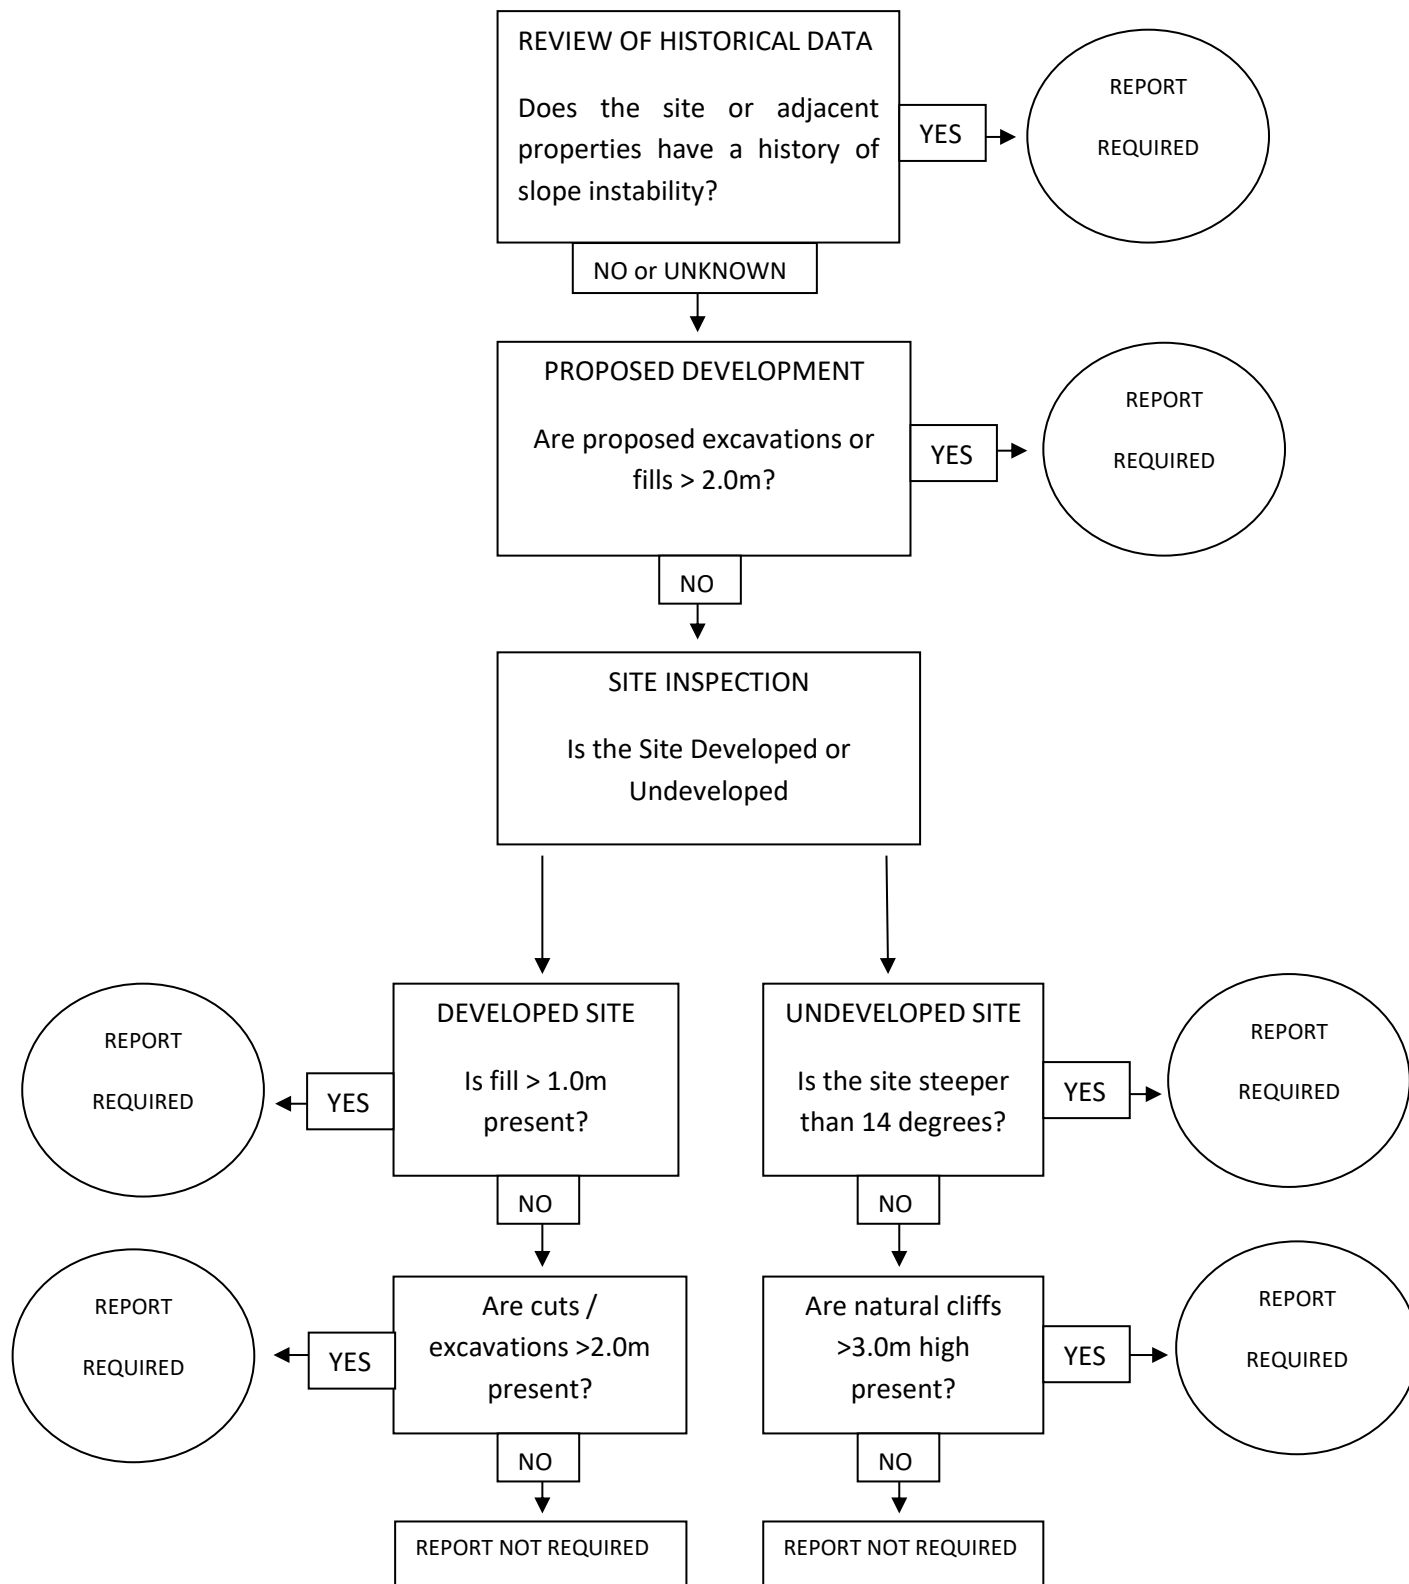 REVIEW OF HISTORICAL DATA
Does the site or adjacent
properties have a history of
slope instability?
YES
REPORT
REQUIRED
NO or UNKNOWN
PROPOSED DEVELOPMENT
Are proposed excavations or
fills > 2.0m?
YES
REPORT
REQUIRED
NO
SITE INSPECTION
Is the Site Developed or
Undeveloped
REPORT
REQUIRED
YES
DEVELOPED SITE
Is fill > 1.0m
present?
UNDEVELOPED SITE
Is the site steeper
than 14 degrees?
YES
REPORT
REQUIRED
NO
NO
REPORT
REQUIRED
YES
Are cuts /
excavations >2.0m
present?
Are natural cliffs
>3.0m high
present?
YES
REPORT
REQUIRED
NO
NO
REPORT NOT REQUIRED
REPORT NOT REQUIRED